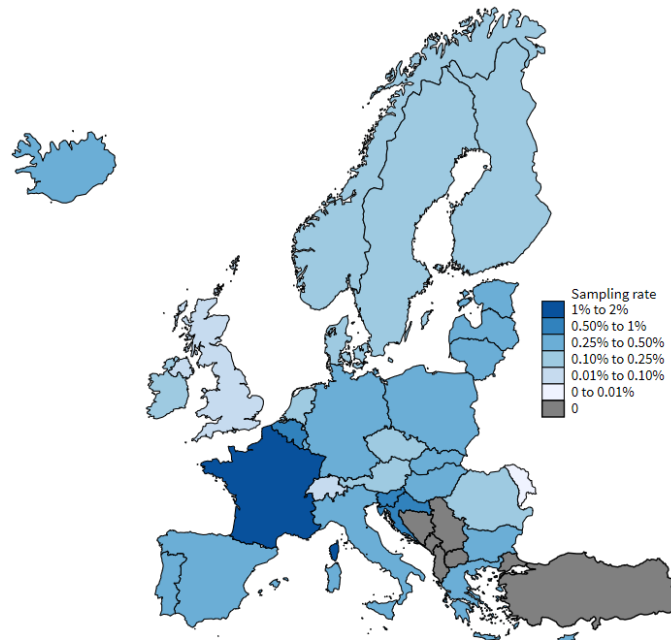 Sampling rate
1% to 2%
0.50% to 1%
0.25% to 0.50%
0.10% to 0.25%
0.01% to 0.10%
0 to 0.01%
0